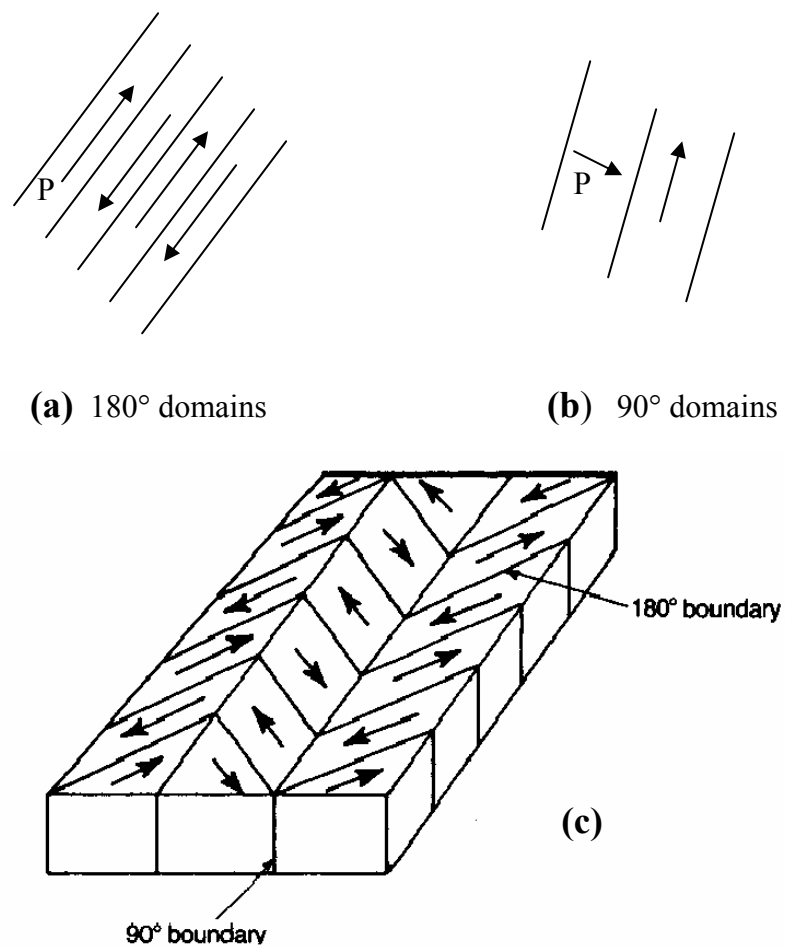 P
P
(a) 180° domains
(b) 90° domains
180° boundary
(c)
90° boundary